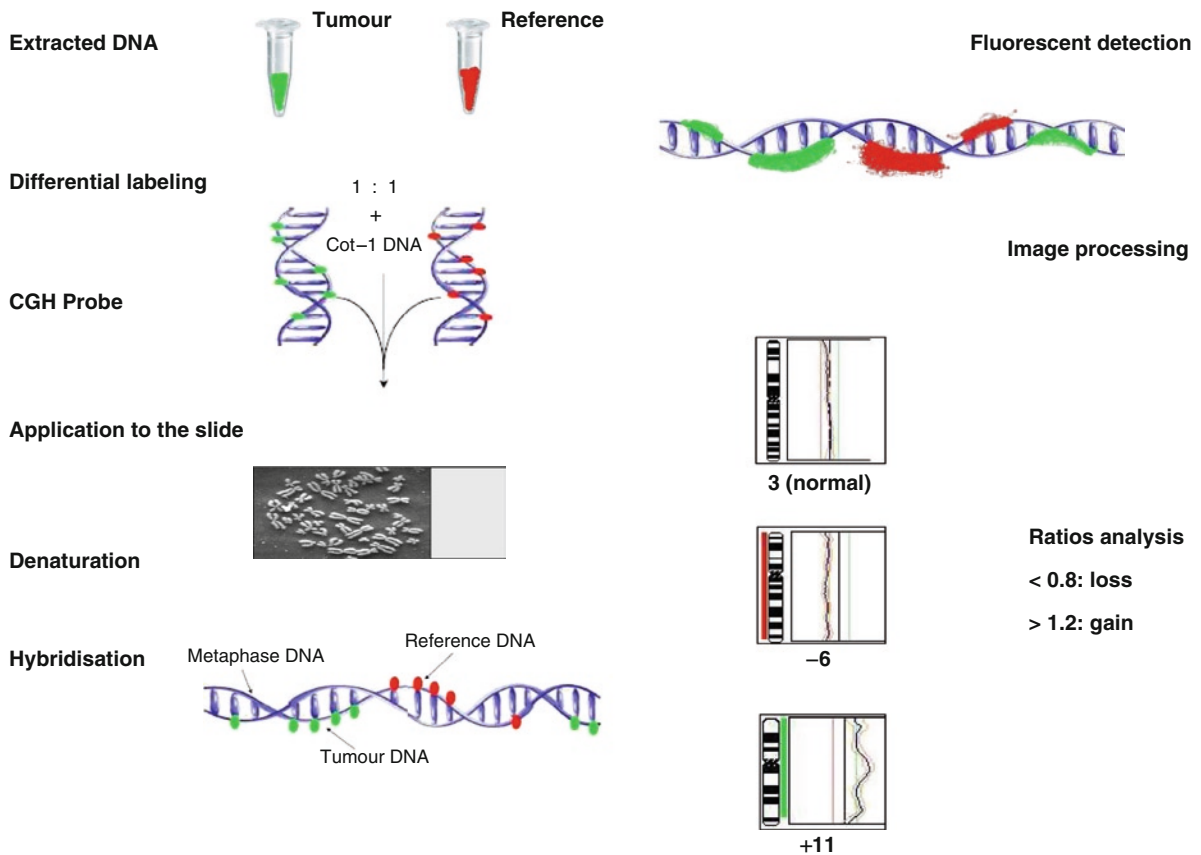 Tumour
Reference
Extracted DNA
Differential labeling
1 : 1
+
Cot–1 DNA
CGH Probe
Application to the slide
Denaturation
Hybridisation
Metaphase DNA
Reference DNA
Tumour DNA
Fluorescent detection
Image processing
3 (normal)
–6
+11
Ratios analysis
< 0.8: loss
> 1.2: gain